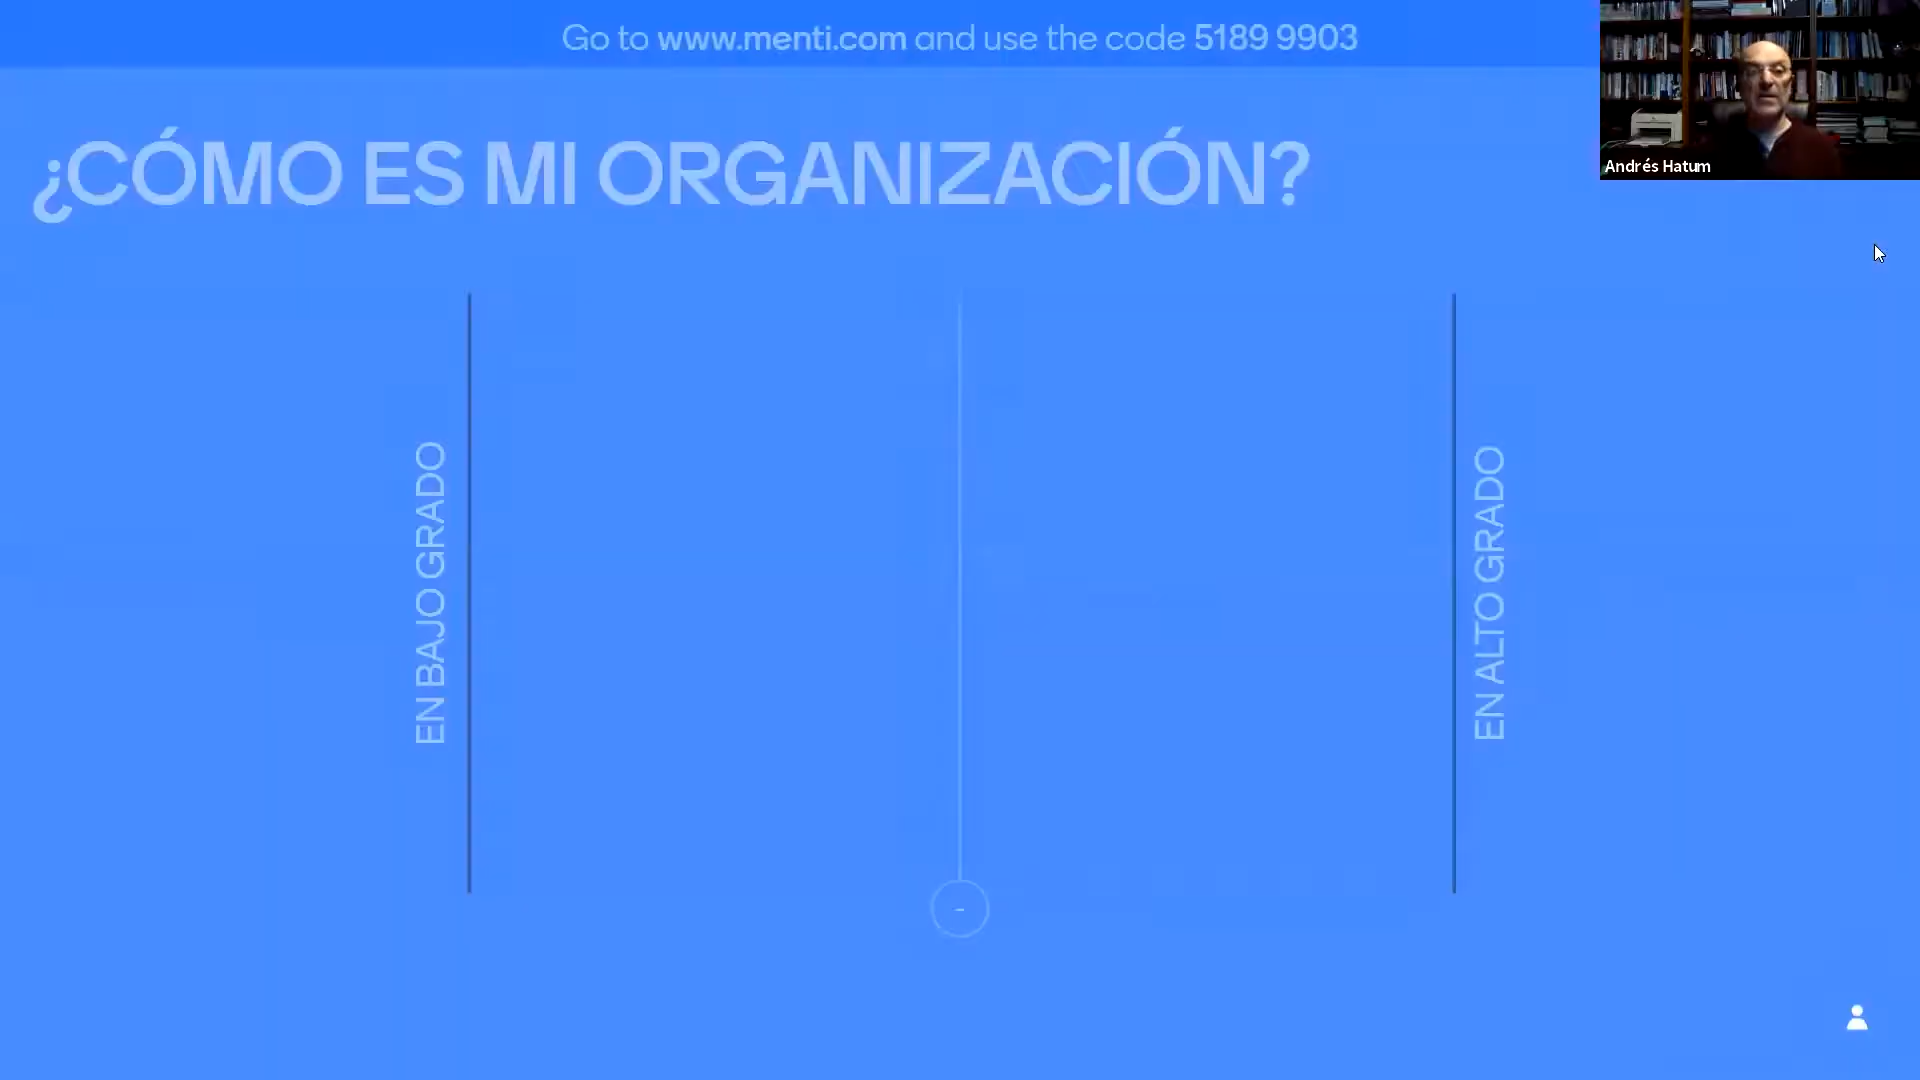 Go to www.menti.com and use the code 5189 9903
Andrés Hatum
¿CÓMO ES MI ORGANIZACIÓN?
EN BAJO GRADO
EN ALTO GRADO
-